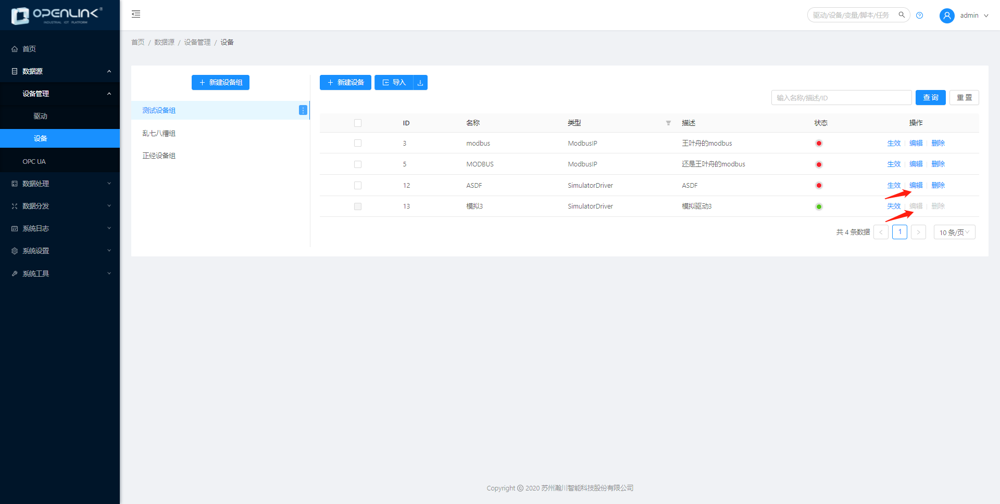 OPENLINK®
INDUSTRIAL IOT PLATFORM
驱动/设备/变量/脚本/任务
admin
首页
数据源
设备管理
驱动
设备
OPC UA
数据处理
数据分发
系统日志
系统设置
系统工具
首页 / 数据源 / 设备管理 / 设备
新建设备组
测试设备组
乱七八糟组
正经设备组
新建设备 导入
输入名称/描述/ID 查询 重置
ID 名称 类型 描述 状态 操作
3 modbus ModbusIP 王叶舟的modbus 生效 编辑 删除
5 MODBUS ModbusIP 还是王叶舟的modbus 生效 编辑 删除
12 ASDF SimulatorDriver ASDF 生效 编辑 删除
13 模拟3 SimulatorDriver 模拟驱动3 失效 编辑 删除
共 4 条数据 < 1 > 10 条/页
Copyright © 2020 苏州瀚川智能科技股份有限公司